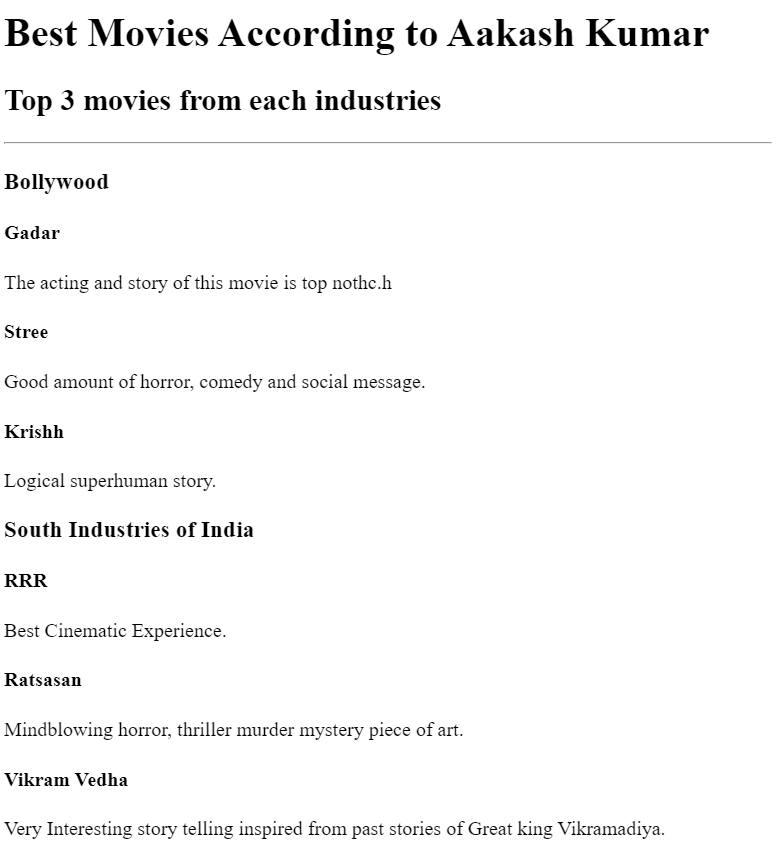 Best Movies According to Aakash Kumar
Top 3 movies from each industries
Bollywood
Gadar
The acting and story of this movie is top nothc.h
Stree
Good amount of horror, comedy and social message.
Krishh
Logical superhuman story.
South Industries of India
RRR
Best Cinematic Experience.
Ratsasan
Mindblowing horror, thriller murder mystery piece of art.
Vikram Vedha
Very Interesting story telling inspired from past stories of Great king Vikramadiya.